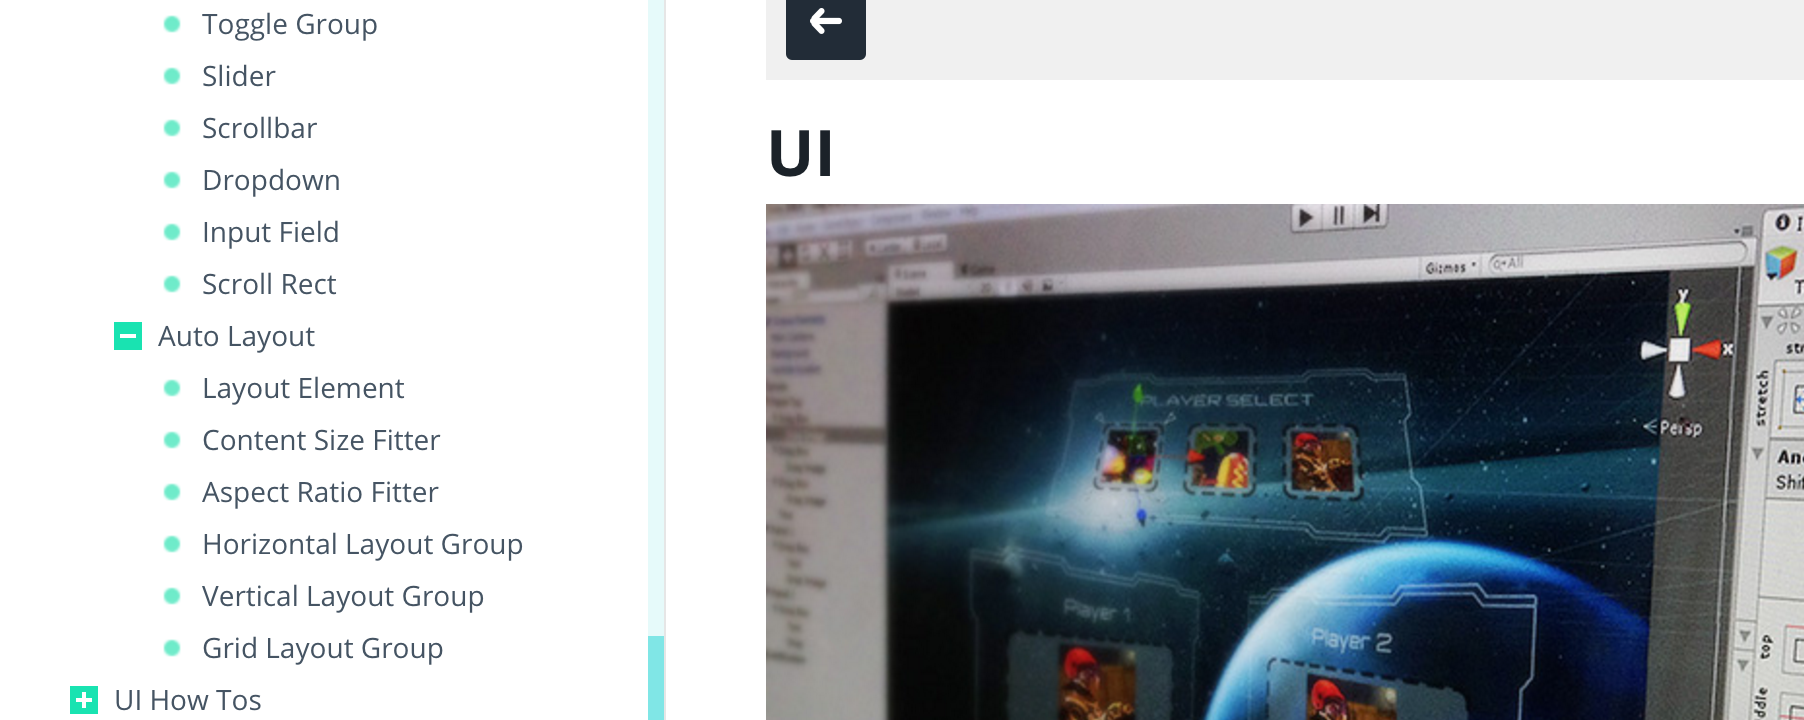 Toggle Group
Slider
Scrollbar
Dropdown
Input Field
Scroll Rect
Auto Layout
Layout Element
Content Size Fitter
Aspect Ratio Fitter
Horizontal Layout Group
Vertical Layout Group
Grid Layout Group
UI How Tos
UI
Gizmos
All
y
x
Persp
PLAYER SELECT
Player 1
Player 2
stretch
top